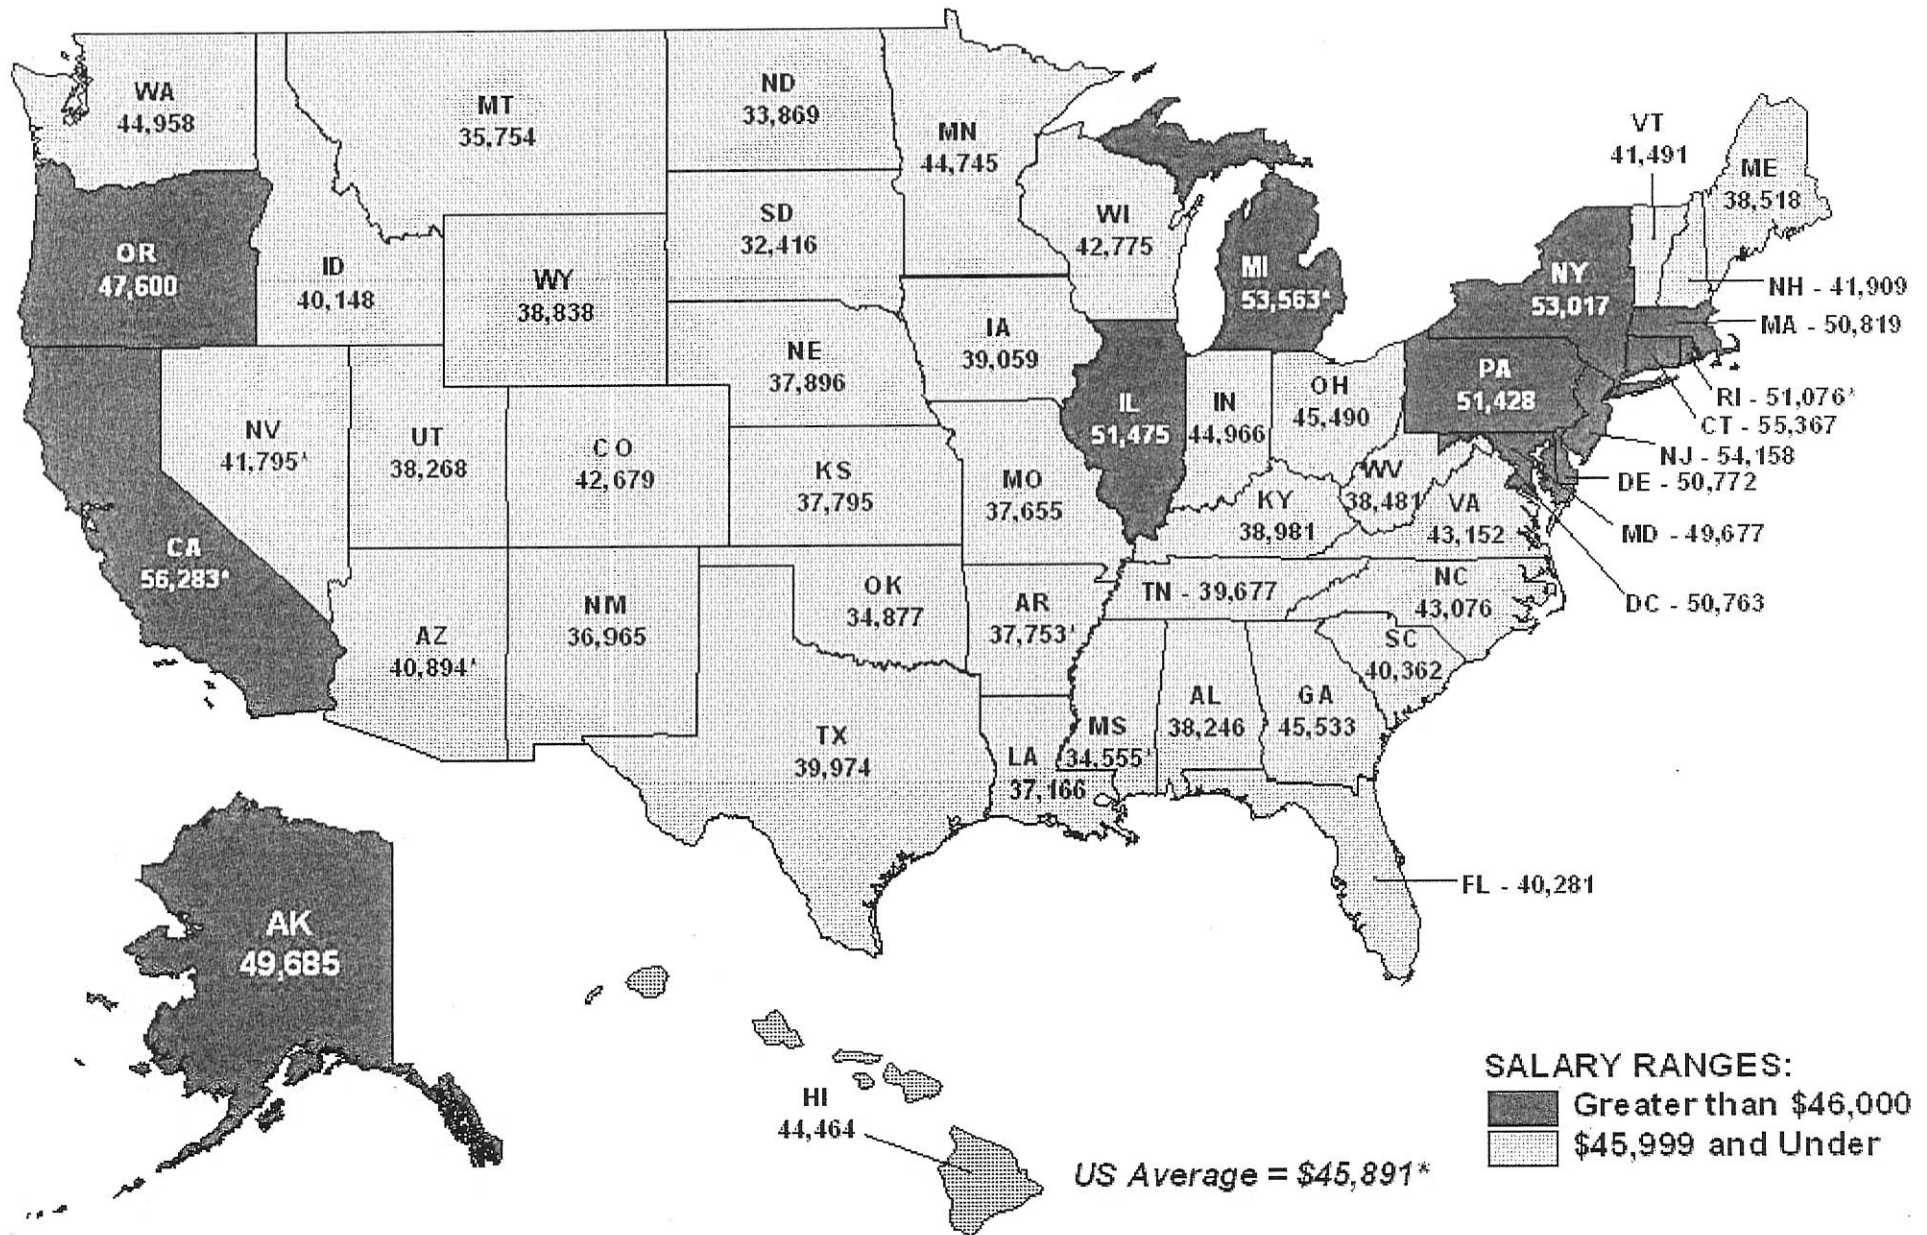 WA
44,958
MT
35,754
ND
33,869
MN
44,745
VT
41,491
ME
38,518
OR
47,600
ID
40,148
WY
38,838
SD
32,416
WI
42,775
MI
53,563*
NY
53,017
NH - 41,909
MA - 50,819
IA
39,059
NE
37,896
PA
51,428
RI - 51,076*
CT - 55,367
NJ - 54,158
DE - 50,772
MD - 49,677
DC - 50,763
NV
41,795*
UT
38,268
CO
42,679
KS
37,795
MO
37,655
IL
51,475
IN
44,966
OH
45,490
WV
38,481
KY
38,981
VA
43,152
CA
56,283*
AZ
40,894*
NM
36,965
OK
34,877
AR
37,753*
TN - 39,677
NC
43,076
SC
40,362
TX
39,974
LA
37,166
MS
34,555*
AL
38,246
GA
45,533
FL - 40,281
AK
49,685
HI
44,464
US Average = $45,891*
SALARY RANGES:
Greater than $46,000
$45,999 and Under